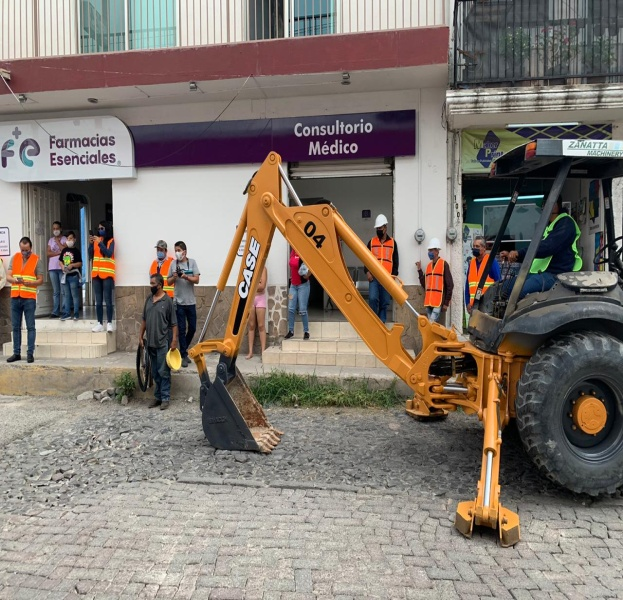 Farmacias
Esenciales
Consultorio
Médico
ZANATTA
MACHINERY
04
CASE